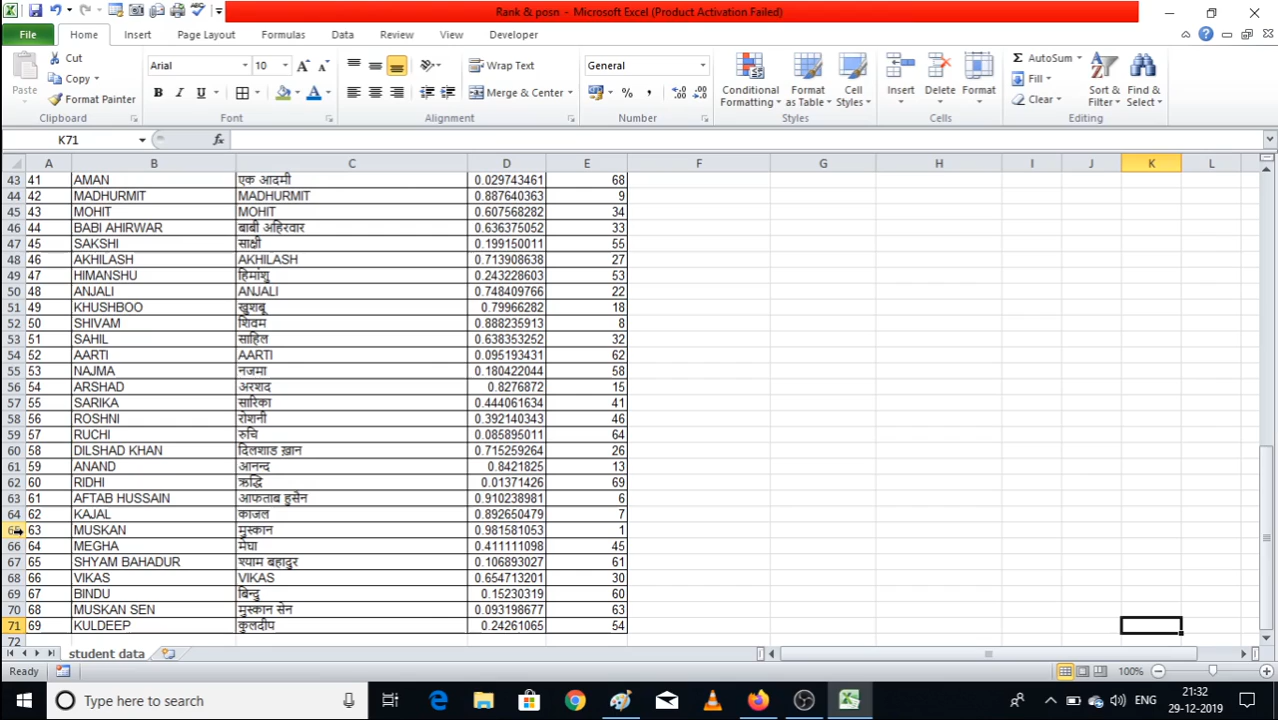 Rank & posn - Microsoft Excel (Product Activation Failed)
File Home Insert Page Layout Formulas Data Review View Developer
Paste Cut Copy Format Painter Clipboard
Arial 10 B I U A Font
Wrap Text Merge & Center Alignment
General % , Number
Conditional Formatting Format as Table Cell Styles Styles
Insert Delete Format Cells
Σ AutoSum Fill Clear Sort & Filter Find & Select Editing
K71 fx
A B C D E F G H I J K L
43 41 AMAN एक आदमी 0.029743461 68
44 42 MADHURMIT MADHURMIT 0.887640363 9
45 43 MOHIT MOHIT 0.607568282 34
46 44 BABI AHIRWAR बाबी अहिरवार 0.636375052 33
47 45 SAKSHI साक्षी 0.199150011 55
48 46 AKHILASH AKHILASH 0.713908638 27
49 47 HIMANSHU हिमांशु 0.243228603 53
50 48 ANJALI ANJALI 0.748409766 22
51 49 KHUSHBOO खुशबू 0.79966282 18
52 50 SHIVAM शिवम 0.888235913 8
53 51 SAHIL साहिल 0.638353252 32
54 52 AARTI AARTI 0.095193431 62
55 53 NAJMA नजमा 0.180422044 58
56 54 ARSHAD अरशद 0.8276872 15
57 55 SARIKA सारिका 0.444061634 41
58 56 ROSHNI रोशनी 0.392140343 46
59 57 RUCHI रुचि 0.085895011 64
60 58 DILSHAD KHAN दिलशाड ख़ान 0.715259264 26
61 59 ANAND आनन्द 0.8421825 13
62 60 RIDHI ऋद्धि 0.01371426 69
63 61 AFTAB HUSSAIN आफताब हुसैन 0.910238981 6
64 62 KAJAL काजल 0.892650479 7
65 63 MUSKAN मुस्कान 0.981581053 1
66 64 MEGHA मेघा 0.411111098 45
67 65 SHYAM BAHADUR श्याम बहादुर 0.106893027 61
68 66 VIKAS VIKAS 0.654713201 30
69 67 BINDU बिन्दु 0.15230319 60
70 68 MUSKAN SEN मुस्कान सेन 0.093198677 63
71 69 KULDEEP कुलदीप 0.24261065 54
72
student data
Ready 100%
Type here to search ENG 21:32
29-12-2019